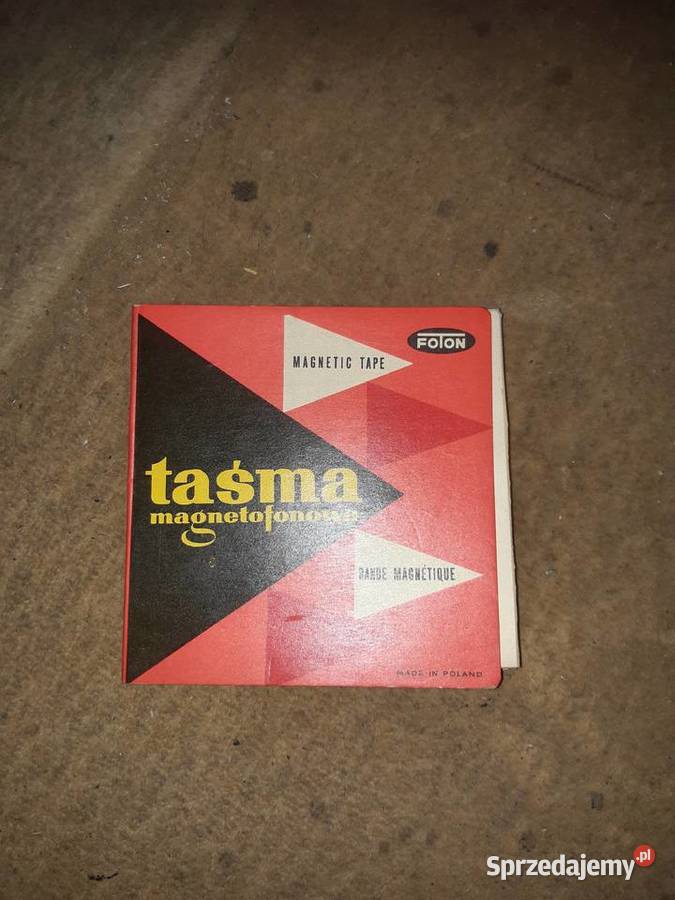 FOTON
MAGNETIC TAPE
taśma
magnetofonowa
BANDE MAGNÉTIQUE
MADE IN POLAND
Sprzedajemy.pl